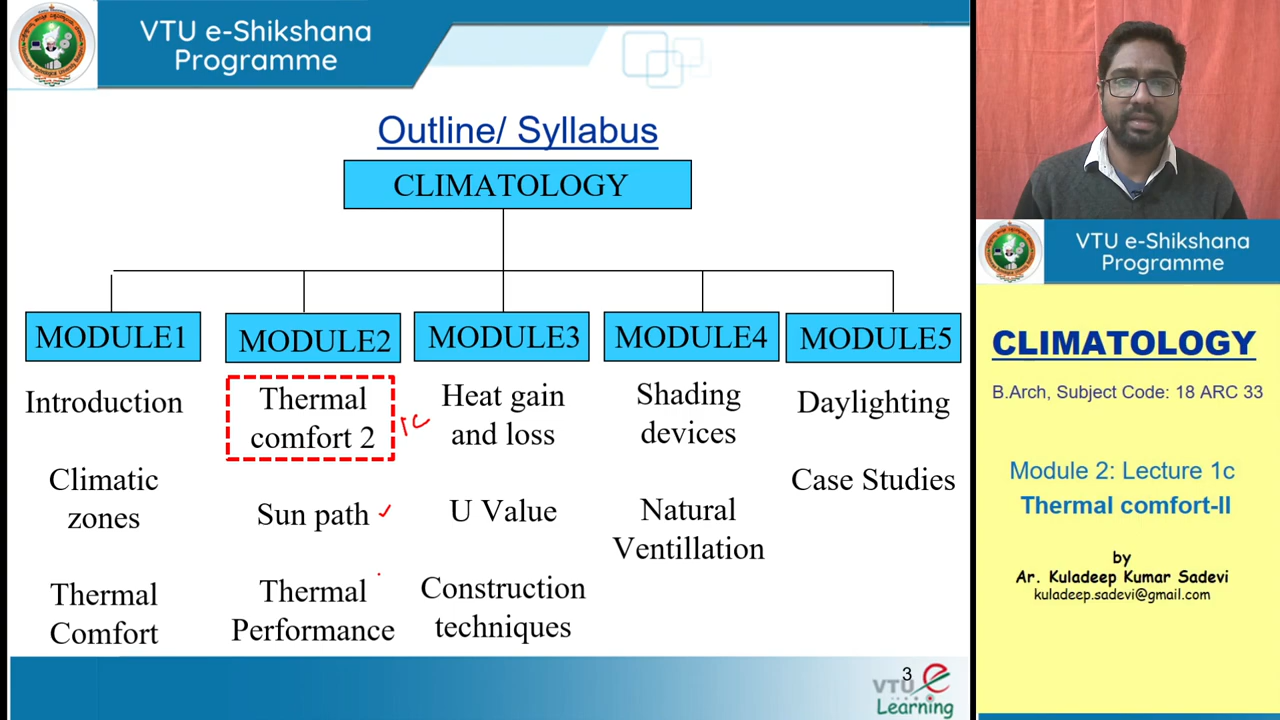 VTU e-Shikshana
Programme
Outline/ Syllabus
CLIMATOLOGY
MODULE1
MODULE2
MODULE3
MODULE4
MODULE5
Introduction
Climatic
zones
Thermal
Comfort
Thermal
comfort 2
1c
Sun path
Thermal
Performance
Heat gain
and loss
U Value
Construction
techniques
Shading
devices
Natural
Ventillation
Daylighting
Case Studies
3
VTU e
Learning
VTU e-Shikshana
Programme
CLIMATOLOGY
B.Arch, Subject Code: 18 ARC 33
Module 2: Lecture 1c
Thermal comfort-II
by
Ar. Kuladeep Kumar Sadevi
kuladeep.sadevi@gmail.com